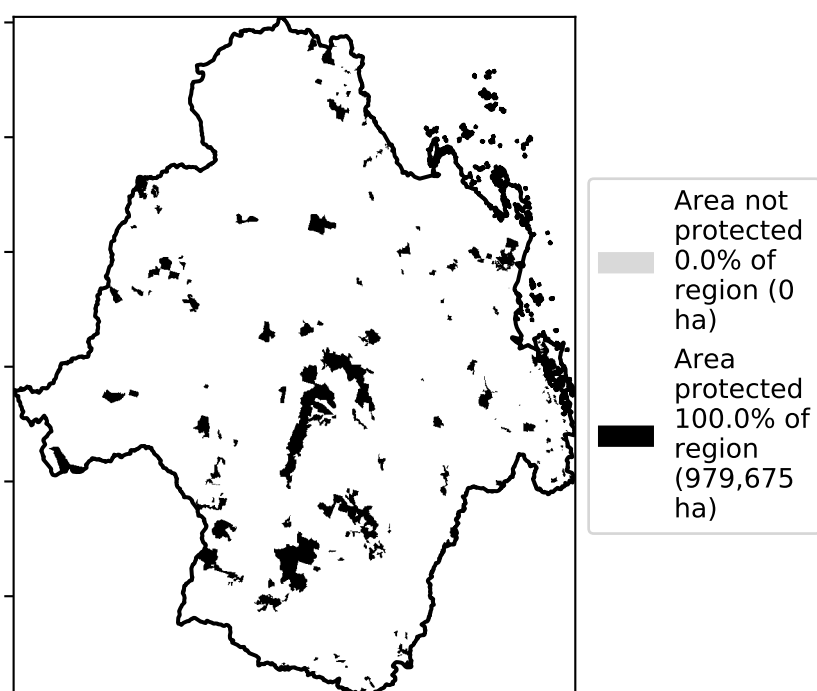 Area not
protected
0.0% of
region (0
ha)
Area
protected
100.0% of
region
(979,675
ha)